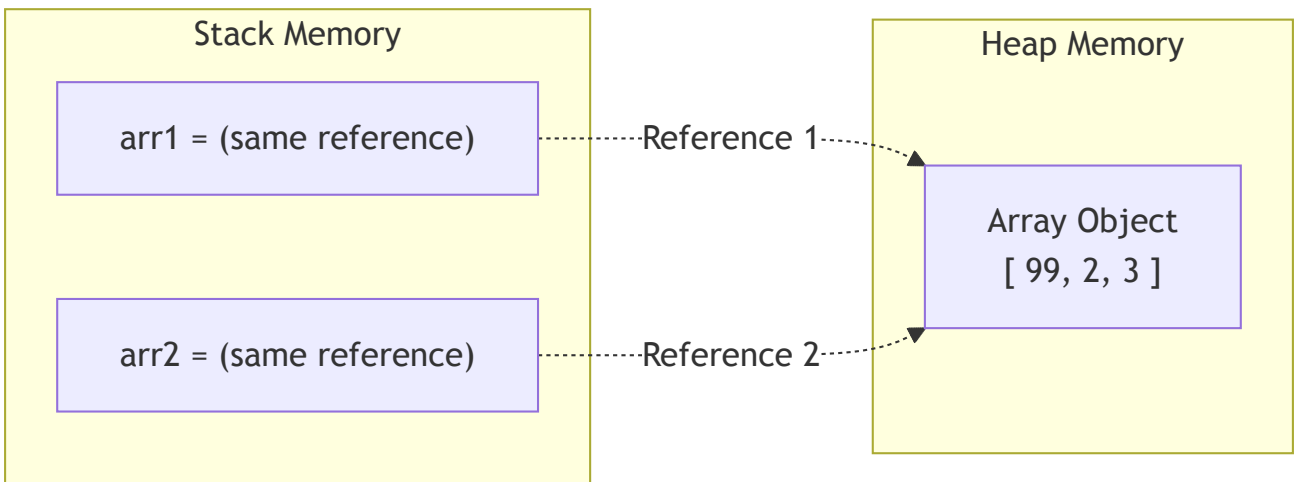 Stack Memory
Heap Memory
arr1 = (same reference)
Reference 1
Array Object
[ 99, 2, 3 ]
arr2 = (same reference)
Reference 2